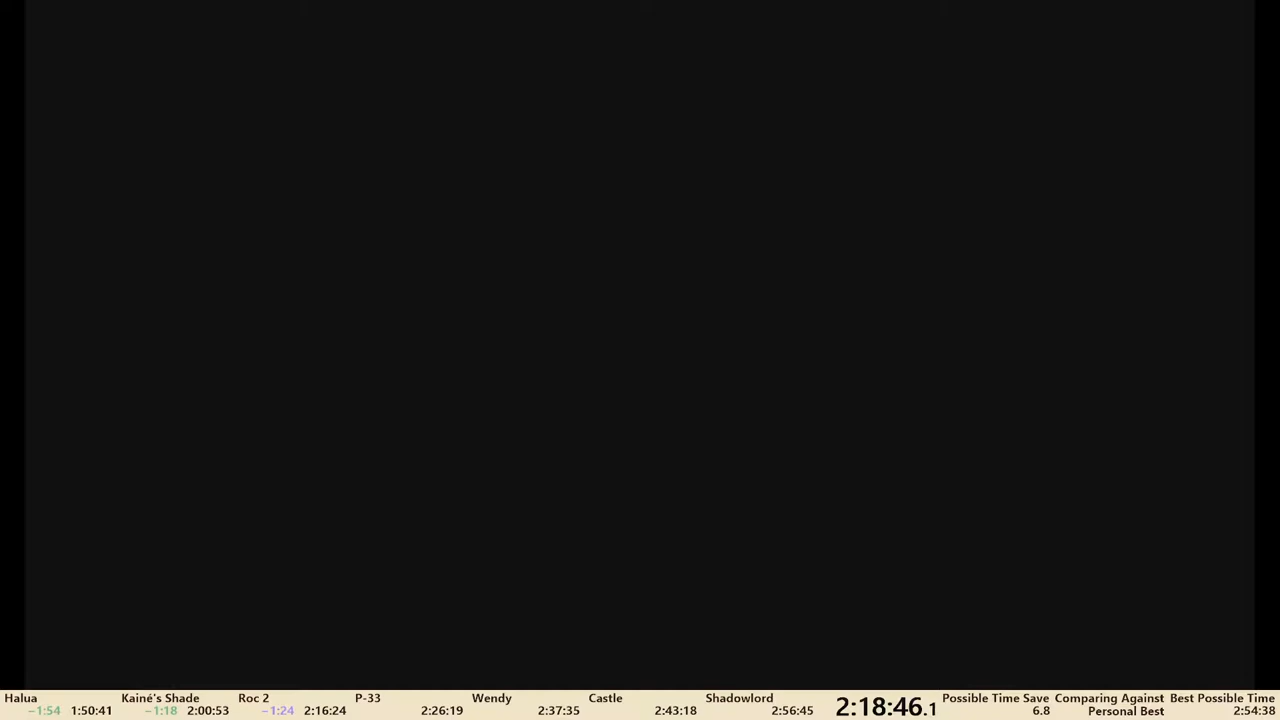 Halua
−1:54 1:50:41
Kainé's Shade
−1:18 2:00:53
Roc 2
−1:24 2:16:24
P-33
2:26:19
Wendy
2:37:35
Castle
2:43:18
Shadowlord
2:56:45
2:18:46.1
Possible Time Save
6.8
Comparing Against
Personal Best
Best Possible Time
2:54:38